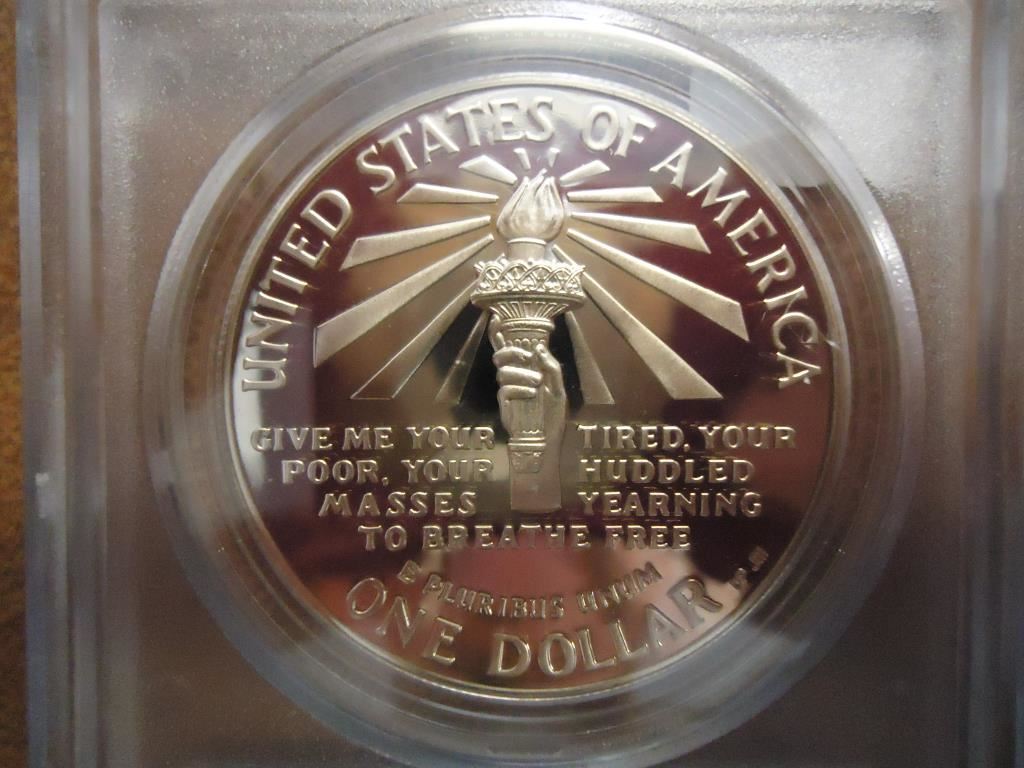 UNITED STATES OF AMERICA
GIVE ME YOUR TIRED, YOUR
POOR, YOUR HUDDLED
MASSES YEARNING
TO BREATHE FREE
E PLURIBUS UNUM
ONE DOLLAR